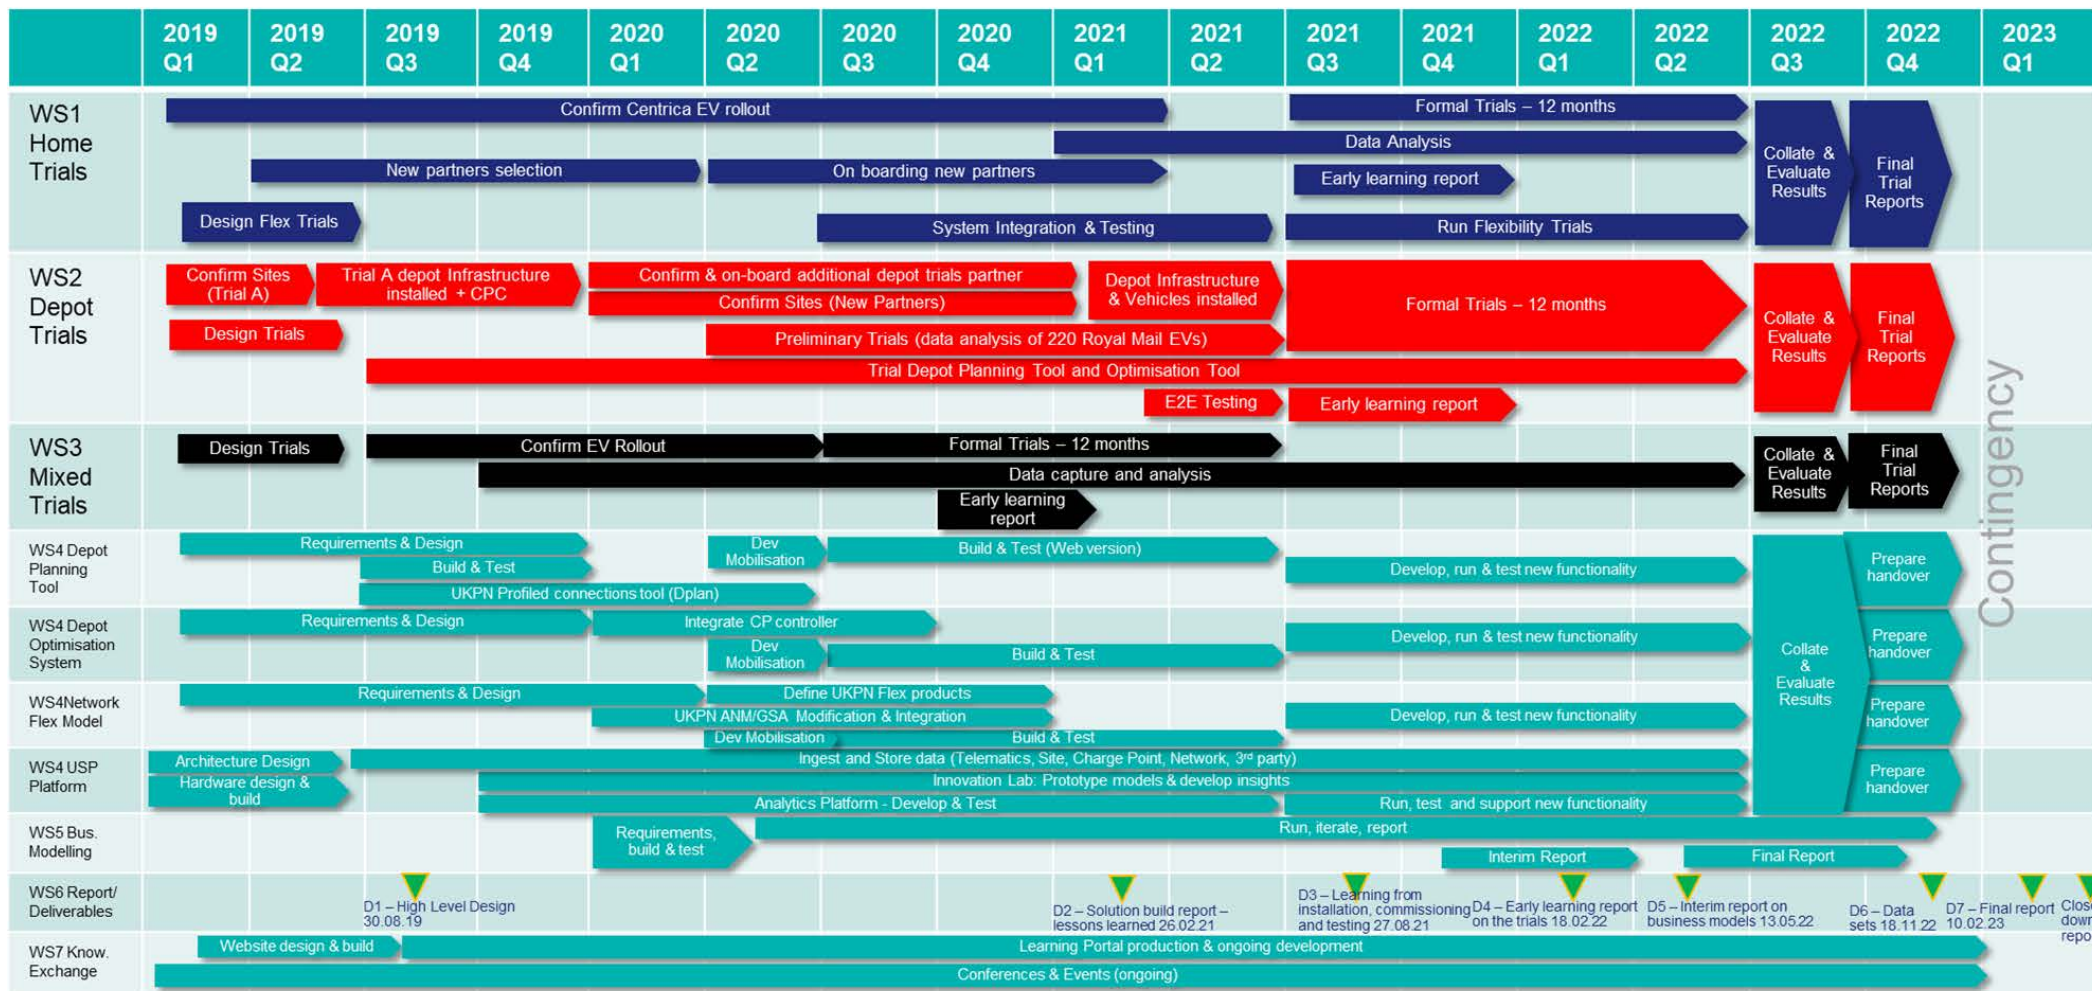 2019 Q1
2019 Q2
2019 Q3
2019 Q4
2020 Q1
2020 Q2
2020 Q3
2020 Q4
2021 Q1
2021 Q2
2021 Q3
2021 Q4
2022 Q1
2022 Q2
2022 Q3
2022 Q4
2023 Q1
WS1
Home
Trials
Confirm Centrica EV rollout
Formal Trials – 12 months
Data Analysis
New partners selection
On boarding new partners
Early learning report
Design Flex Trials
System Integration & Testing
Run Flexibility Trials
Collate &
Evaluate
Results
Final
Trial
Reports
WS2
Depot
Trials
Confirm Sites
(Trial A)
Trial A depot Infrastructure
installed + CPC
Confirm & on-board additional depot trials partner
Confirm Sites (New Partners)
Depot Infrastructure
& Vehicles installed
Formal Trials – 12 months
Design Trials
Preliminary Trials (data analysis of 220 Royal Mail EVs)
Trial Depot Planning Tool and Optimisation Tool
E2E Testing
Early learning report
Collate &
Evaluate
Results
Final
Trial
Reports
WS3
Mixed
Trials
Design Trials
Confirm EV Rollout
Formal Trials – 12 months
Data capture and analysis
Early learning
report
Collate &
Evaluate
Results
Final
Trial
Reports
Contingency
WS4 Depot
Planning
Tool
Requirements & Design
Build & Test
UKPN Profiled connections tool (Dplan)
Dev
Mobilisation
Build & Test (Web version)
Develop, run & test new functionality
Prepare
handover
WS4 Depot
Optimisation
System
Requirements & Design
Integrate CP controller
Dev
Mobilisation
Build & Test
Develop, run & test new functionality
Collate
&
Evaluate
Results
Prepare
handover
WS4Network
Flex Model
Requirements & Design
Define UKPN Flex products
UKPN ANM/GSA Modification & Integration
Dev Mobilisation
Build & Test
Develop, run & test new functionality
Prepare
handover
WS4 USP
Platform
Architecture Design
Hardware design &
build
Ingest and Store data (Telematics, Site, Charge Point, Network, 3rd party)
Innovation Lab: Prototype models & develop insights
Analytics Platform - Develop & Test
Run, test and support new functionality
Prepare
handover
WS5 Bus.
Modelling
Requirements,
build & test
Run, iterate, report
Interim Report
Final Report
WS6 Report/
Deliverables
D1 – High Level Design
30.08.19
D2 – Solution build report –
lessons learned 26.02.21
D3 – Learning from
installation, commissioning
and testing 27.08.21
D4 – Early learning report
on the trials 18.02.22
D5 – Interim report on
business models 13.05.22
D6 – Data
sets 18.11.22
D7 – Final report
10.02.23
Close
down
repo
WS7 Know.
Exchange
Website design & build
Learning Portal production & ongoing development
Conferences & Events (ongoing)